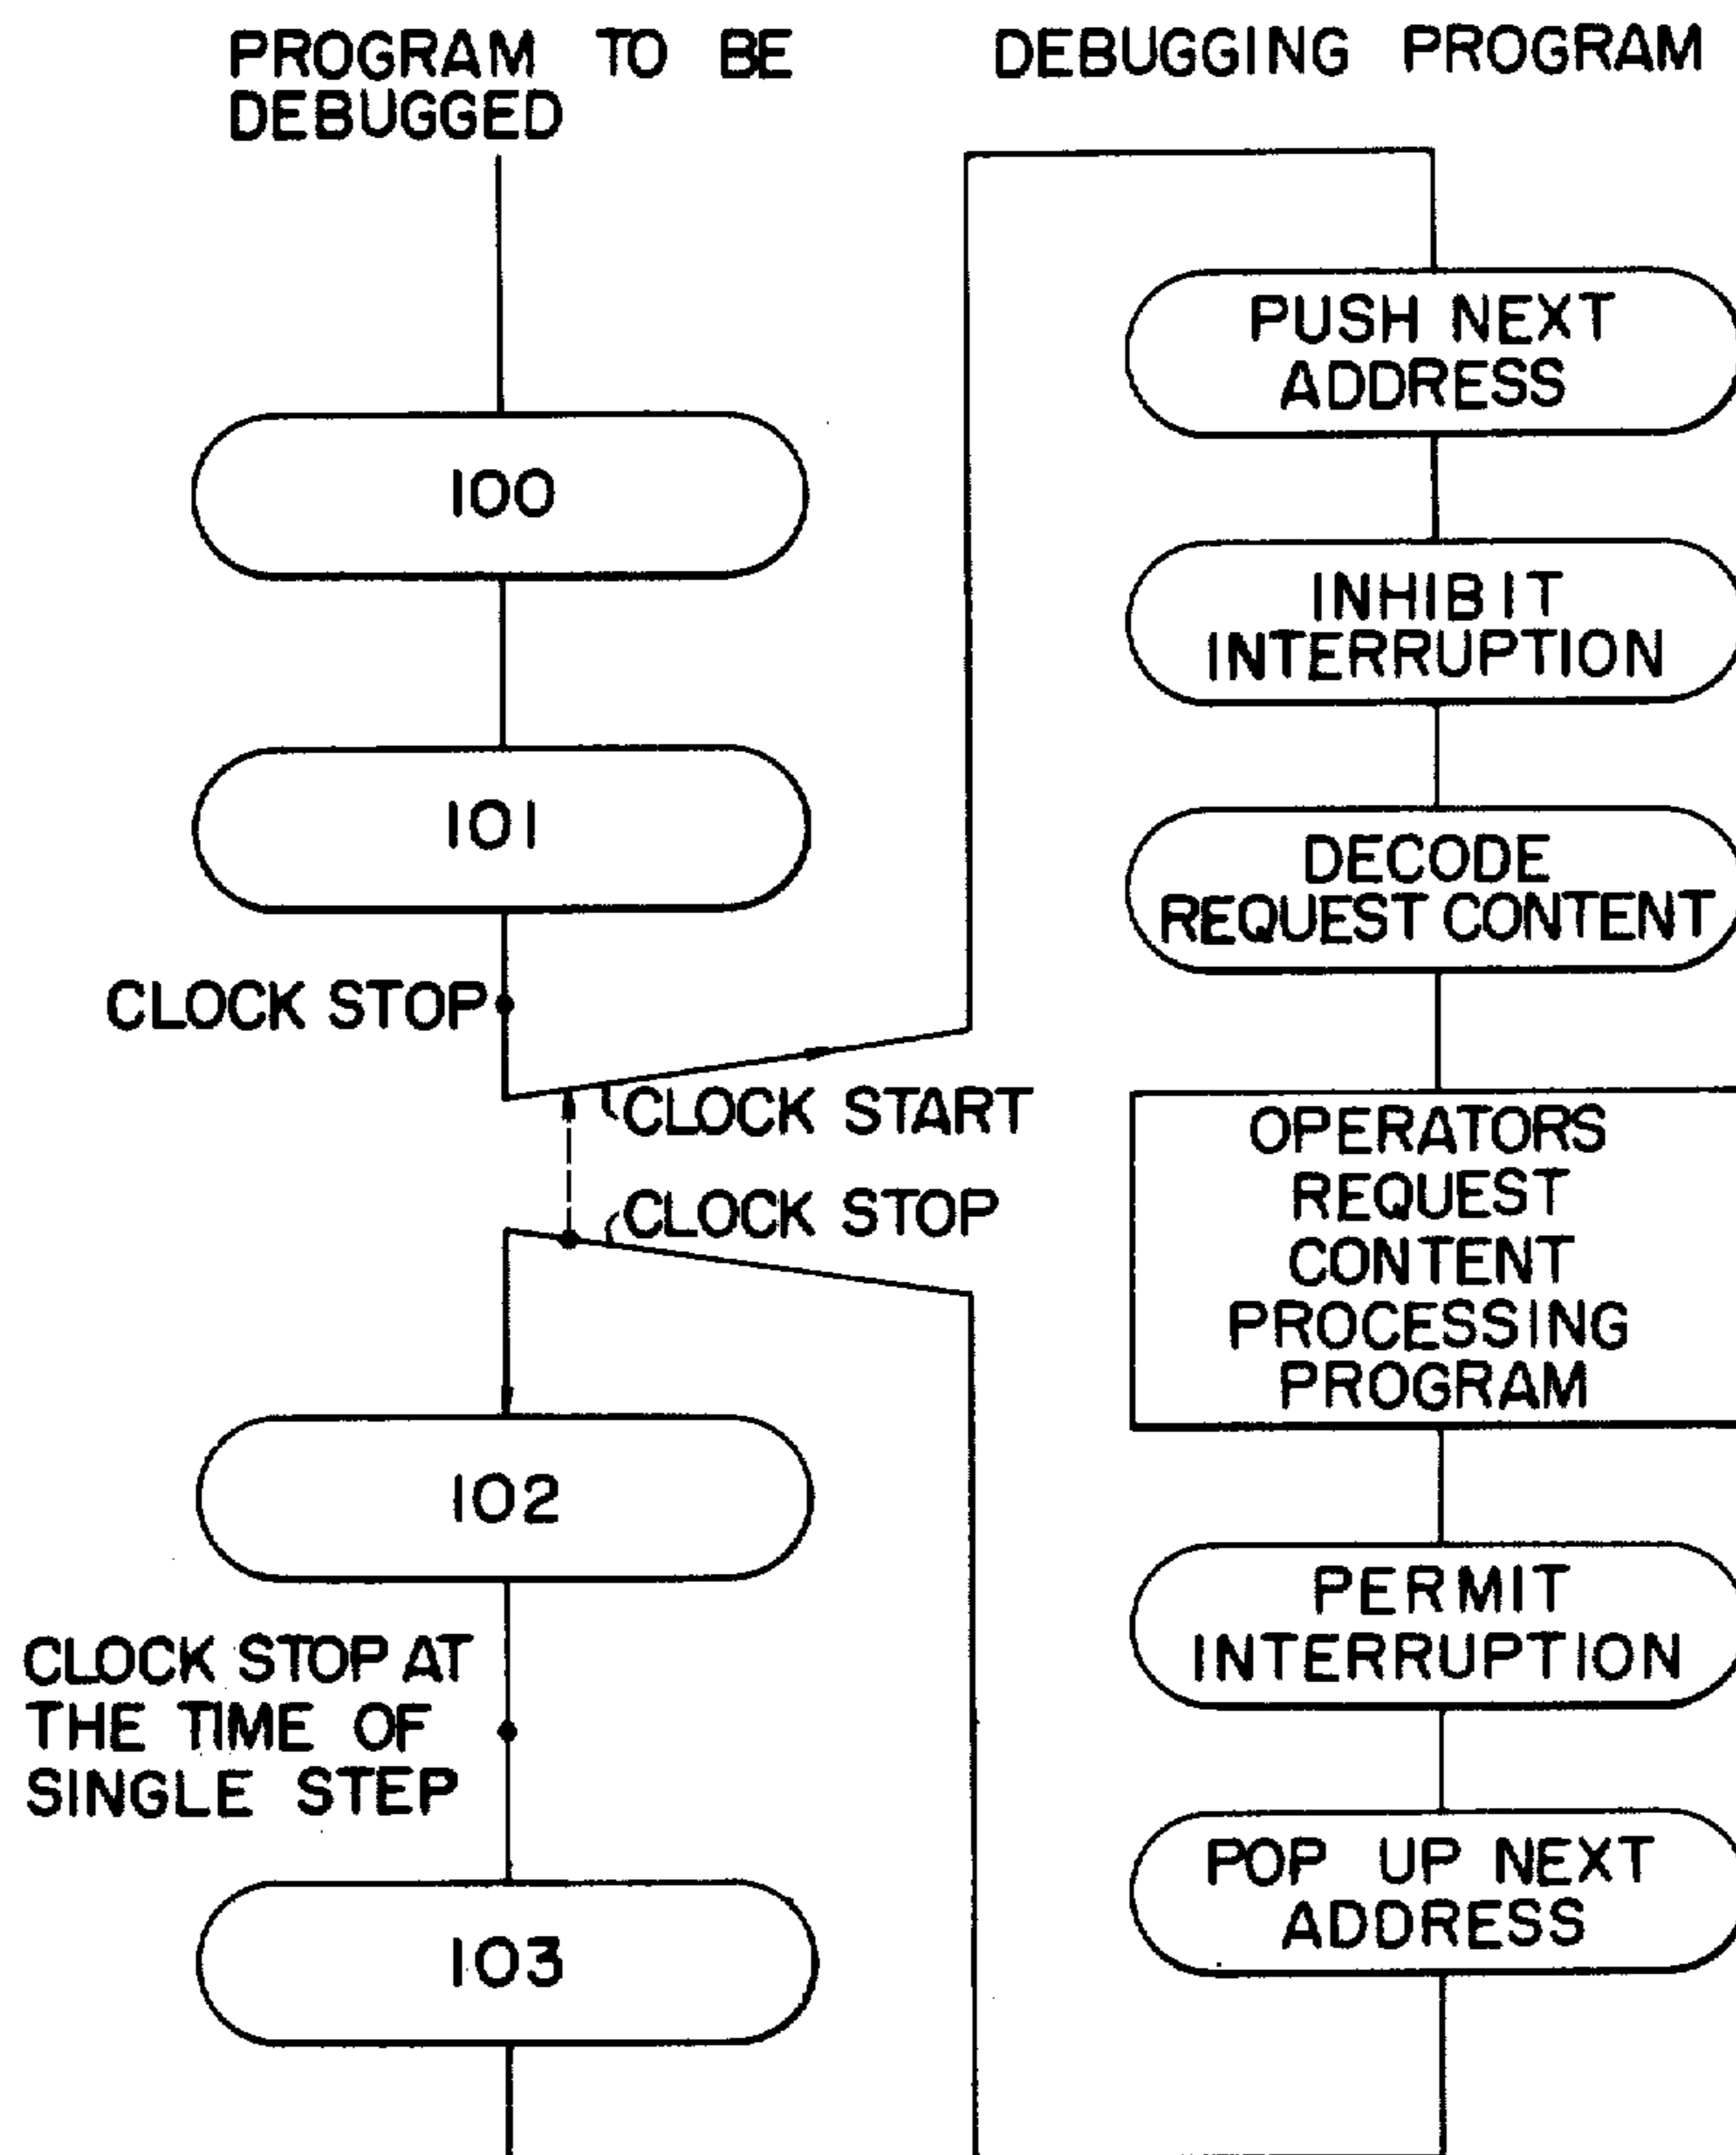 PROGRAM TO BE
DEBUGGED
100
101
CLOCK STOP
CLOCK START
CLOCK STOP
102
CLOCK STOP AT
THE TIME OF
SINGLE STEP
103
DEBUGGING PROGRAM
PUSH NEXT
ADDRESS
INHIBIT
INTERRUPTION
DECODE
REQUEST CONTENT
OPERATORS
REQUEST
CONTENT
PROCESSING
PROGRAM
PERMIT
INTERRUPTION
POP UP NEXT
ADDRESS